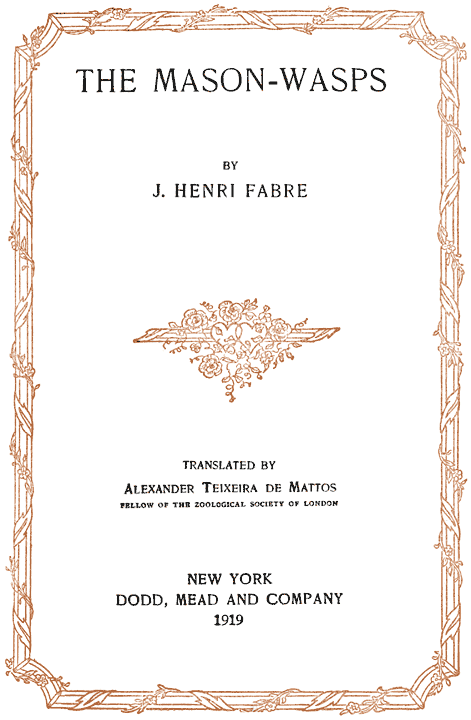 THE MASON-WASPS
BY
J. HENRI FABRE
TRANSLATED BY
ALEXANDER TEIXEIRA DE MATTOS
FELLOW OF THE ZOOLOGICAL SOCIETY OF LONDON
NEW YORK
DODD, MEAD AND COMPANY
1919